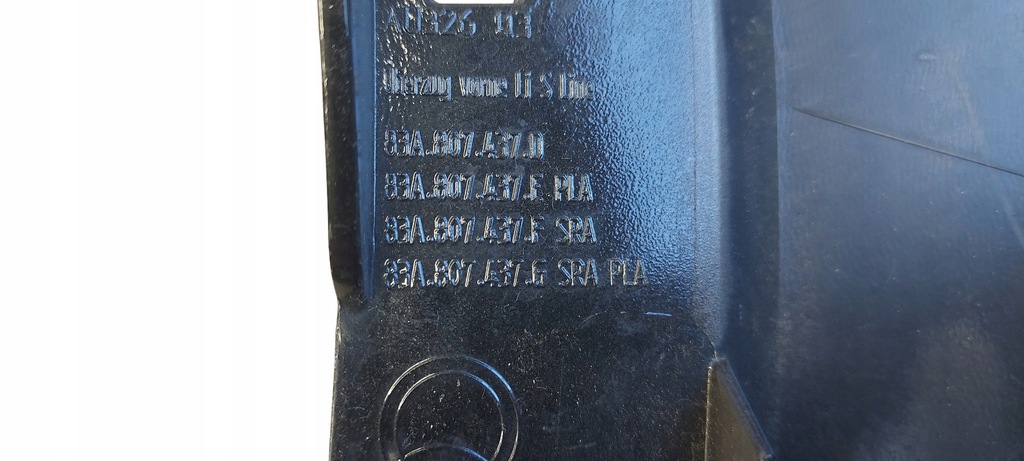 AU326 Q3
Überzug vorne li S line
83A.807.437.D
83A.807.437.E PLA
83A.807.437.F SRA
83A.807.437.G SRA PLA